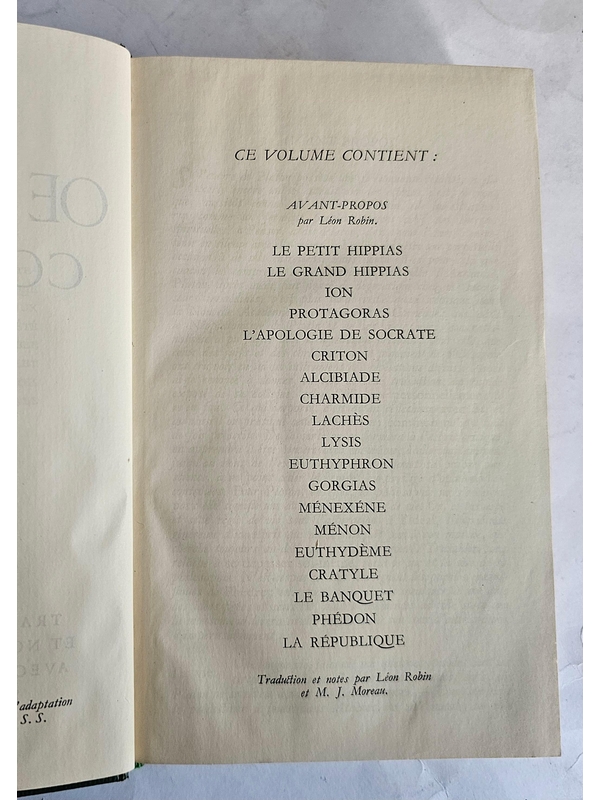 CE VOLUME CONTIENT :
AVANT-PROPOS
par Léon Robin.
LE PETIT HIPPIAS
LE GRAND HIPPIAS
ION
PROTAGORAS
L'APOLOGIE DE SOCRATE
CRITON
ALCIBIADE
CHARMIDE
LACHÈS
LYSIS
EUTHYPHRON
GORGIAS
MÉNEXÉNE
MÉNON
EUTHYDÈME
CRATYLE
LE BANQUET
PHÉDON
LA RÉPUBLIQUE
Traduction et notes par Léon Robin
et M. J. Moreau.
'adaptation
S. S.